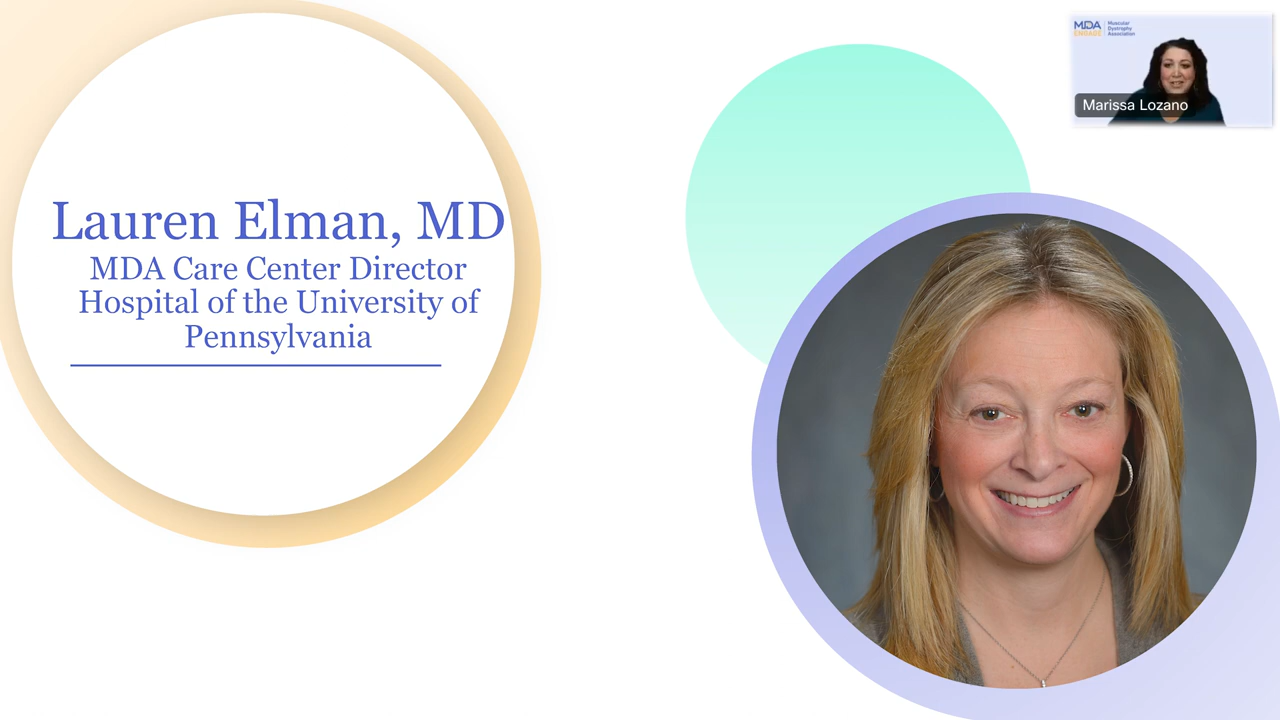 Lauren Elman, MD
MDA Care Center Director
Hospital of the University of
Pennsylvania
MDA
ENGAGE
Muscular
Dystrophy
Association
Marissa Lozano